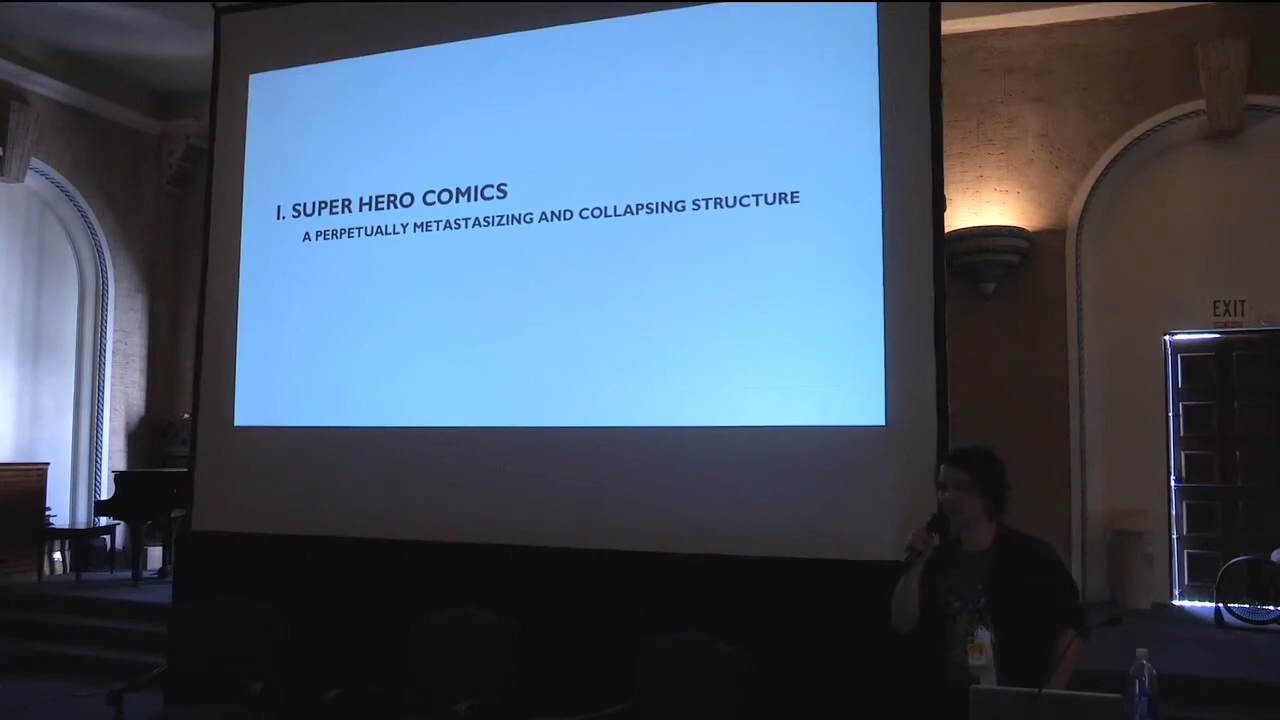 I. SUPER HERO COMICS
A PERPETUALLY METASTASIZING AND COLLAPSING STRUCTURE
EXIT